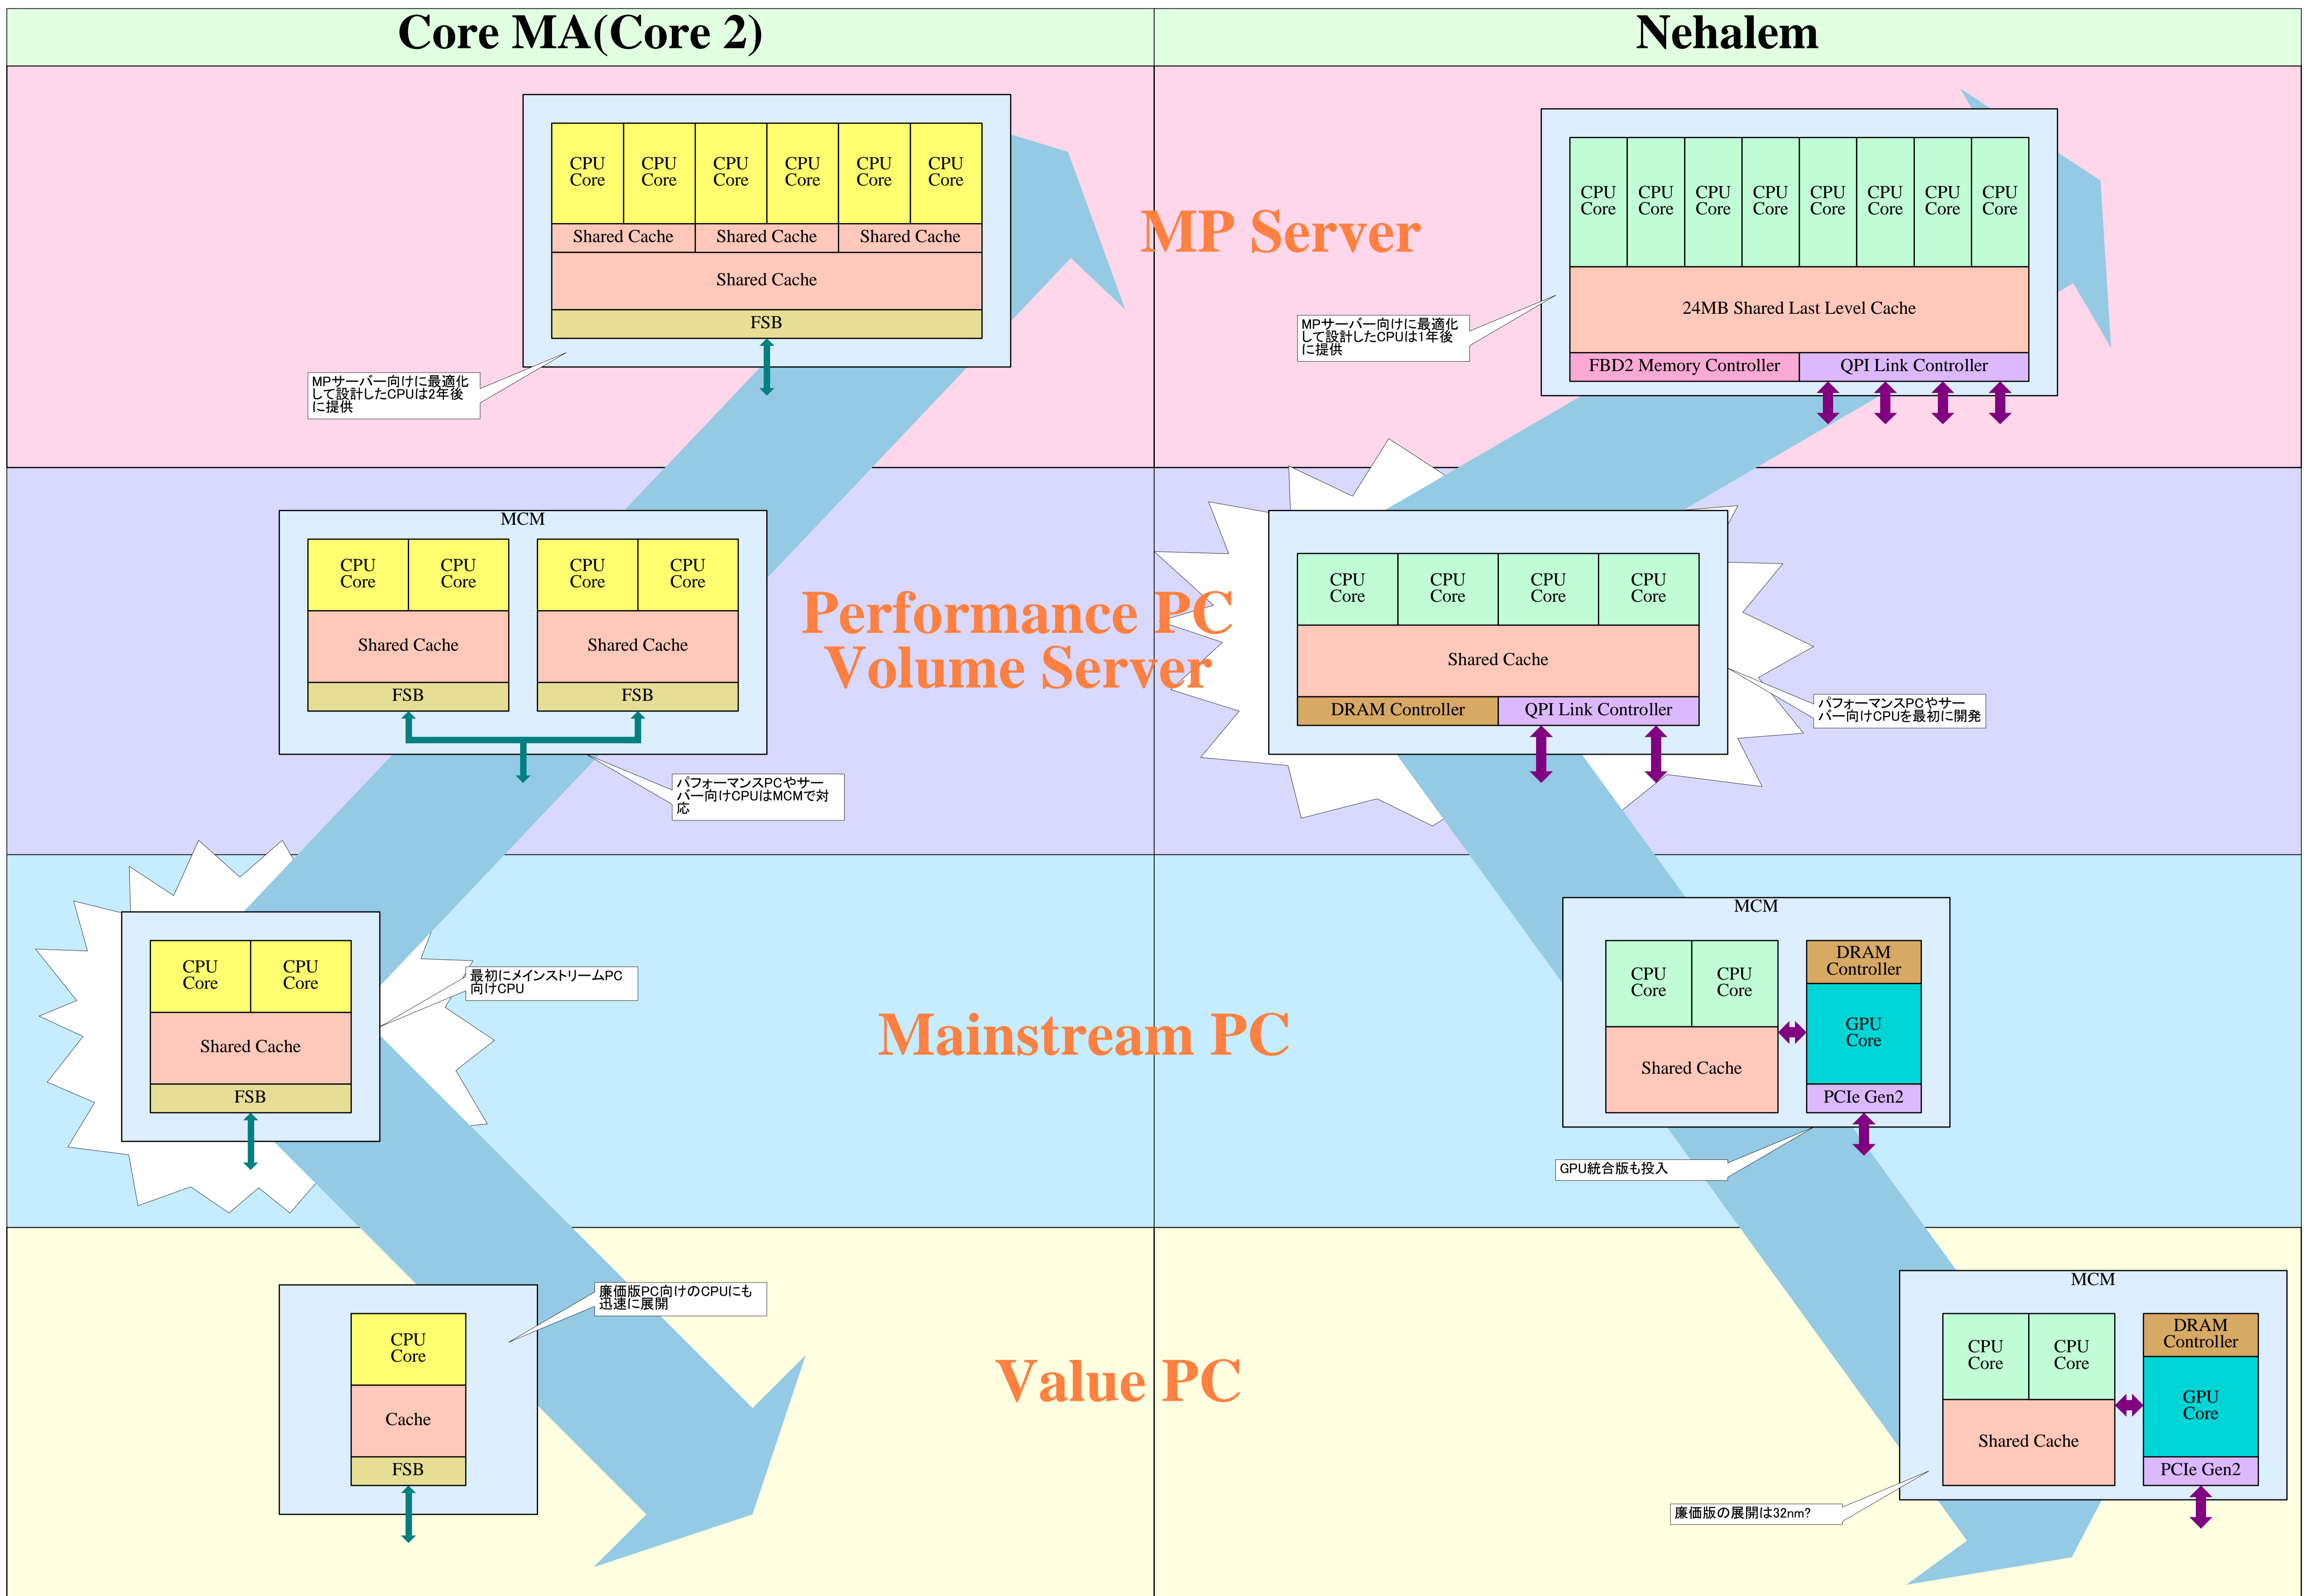 Core MA(Core 2)
Nehalem
CPU
Core
CPU
Core
CPU
Core
CPU
Core
CPU
Core
CPU
Core
Shared Cache
Shared Cache
Shared Cache
Shared Cache
FSB
MPサーバー向けに最適化
して設計したCPUは2年後
に提供
MP Server
CPU
Core
CPU
Core
CPU
Core
CPU
Core
CPU
Core
CPU
Core
CPU
Core
CPU
Core
24MB Shared Last Level Cache
FBD2 Memory Controller
QPI Link Controller
MPサーバー向けに最適化
して設計したCPUは1年後
に提供
MCM
CPU
Core
CPU
Core
CPU
Core
CPU
Core
Shared Cache
Shared Cache
FSB
FSB
パフォーマンスPCやサー
バー向けCPUはMCMで対
応
Performance PC
Volume Server
CPU
Core
CPU
Core
CPU
Core
CPU
Core
Shared Cache
DRAM Controller
QPI Link Controller
パフォーマンスPCやサー
バー向けCPUを最初に開発
CPU
Core
CPU
Core
Shared Cache
FSB
最初にメインストリームPC
向けCPU
Mainstream PC
MCM
CPU
Core
CPU
Core
Shared Cache
DRAM
Controller
GPU
Core
PCIe Gen2
GPU統合版も投入
CPU
Core
Cache
FSB
廉価版PC向けのCPUにも
迅速に展開
Value PC
MCM
CPU
Core
CPU
Core
Shared Cache
DRAM
Controller
GPU
Core
PCIe Gen2
廉価版の展開は32nm?